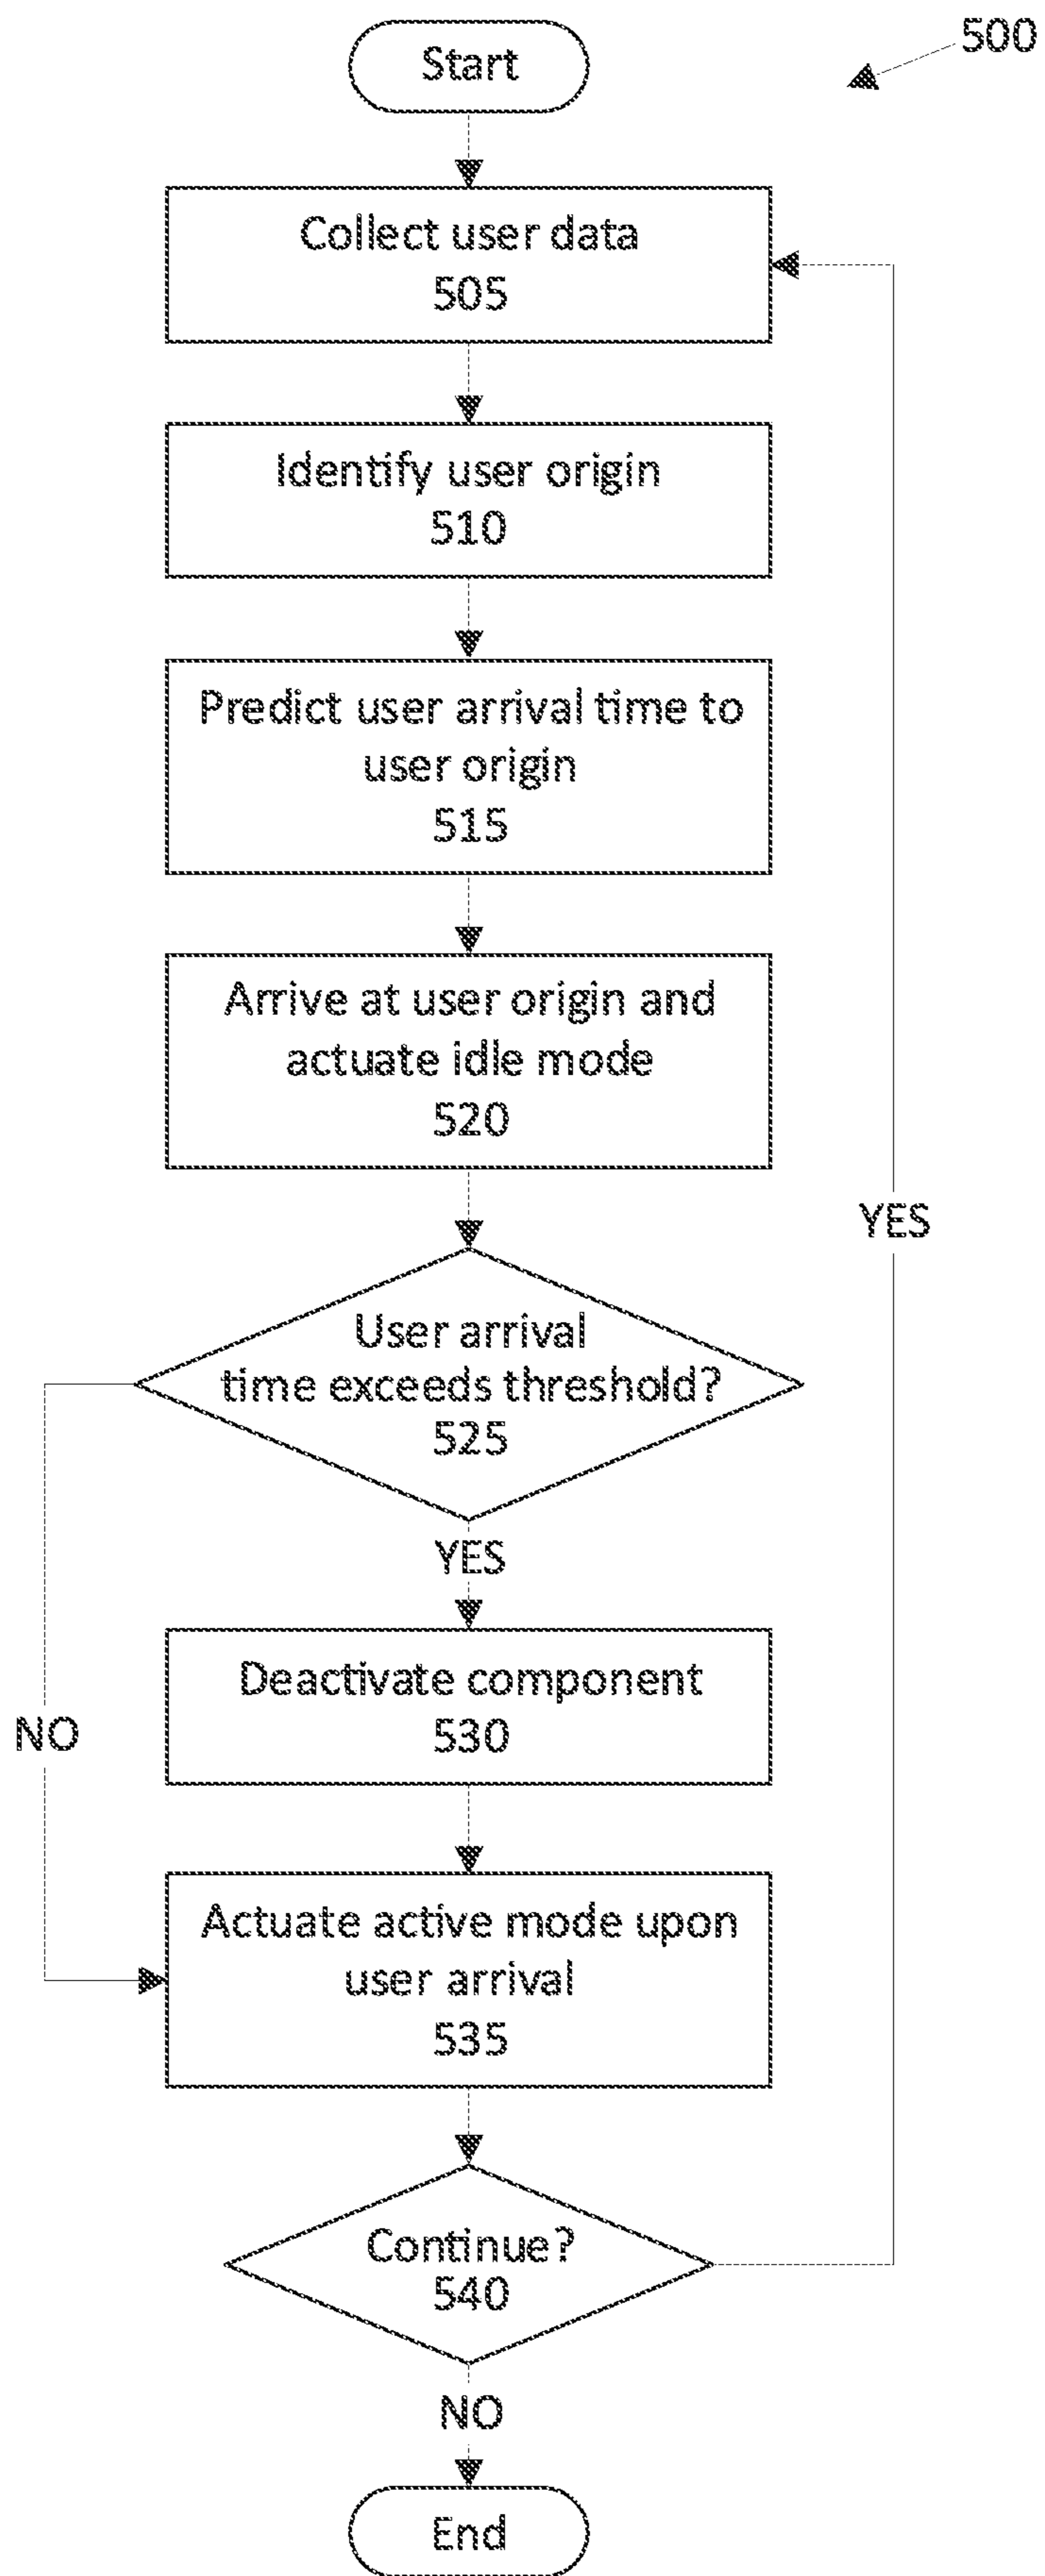 Start
500
Collect user data
505
Identify user origin
510
Predict user arrival time to
user origin
515
Arrive at user origin and
actuate idle mode
520
YES
User arrival
time exceeds threshold?
525
YES
Deactivate component
530
NO
Actuate active mode upon
user arrival
535
Continue?
540
NO
End